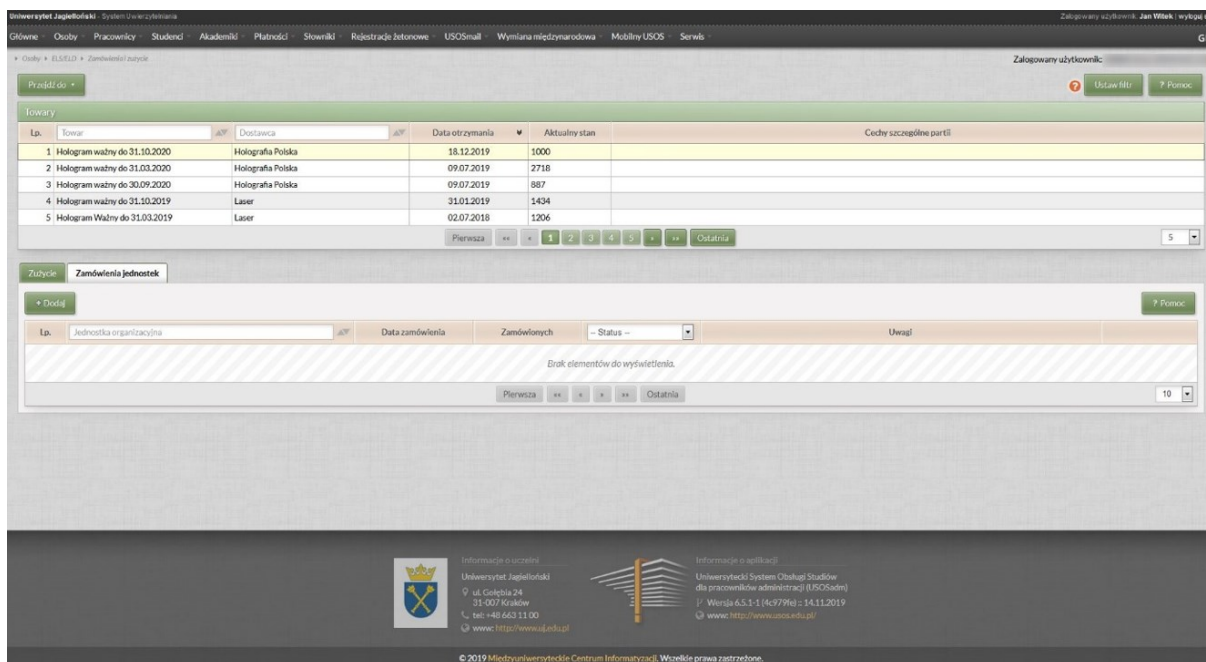 Uniwersytet Jagielloński - System Uwierzytelniania Zalogowany użytkownik: Jan Witek | wyloguj
Główne Osoby Pracownicy Studenci Akademiki Płatności Słowniki Rejestracje żetonowe USOSmail Wymiana międzynarodowa Mobilny USOS Serwis G
Osoby ELS/ELD Zamówienia i zużycie Zalogowany użytkownik:
Przejdź do ? Ustaw filtr ? Pomoc
Towary
Lp. Towar Dostawca Data otrzymania Aktualny stan Cechy szczególne partii
1 Hologram ważny do 31.10.2020 Holografia Polska 18.12.2019 1000
2 Hologram ważny do 31.03.2020 Holografia Polska 09.07.2019 2718
3 Hologram ważny do 30.09.2020 Holografia Polska 09.07.2019 887
4 Hologram ważny do 31.10.2019 Laser 31.01.2019 1434
5 Hologram Ważny do 31.03.2019 Laser 02.07.2018 1206
Pierwsza «« « 1 2 3 4 5 » »» Ostatnia 5
Zużycie Zamówienia jednostek
+ Dodaj ? Pomoc
Lp. Jednostka organizacyjna Data zamówienia Zamówionych -- Status -- Uwagi
Brak elementów do wyświetlenia.
Pierwsza «« « » »» Ostatnia 10
Informacje o uczelni
Uniwersytet Jagielloński
ul. Gołębia 24
31-007 Kraków
tel: +48 663 11 00
www: http://www.uj.edu.pl
Informacje o aplikacji
Uniwersytecki System Obsługi Studiów
dla pracowników administracji (USOSadm)
Wersja 6.5.1-1 (4c979fe) :: 14.11.2019
www: http://www.usos.edu.pl/
© 2019 Międzyuniwersyteckie Centrum Informatyzacji. Wszelkie prawa zastrzeżone.